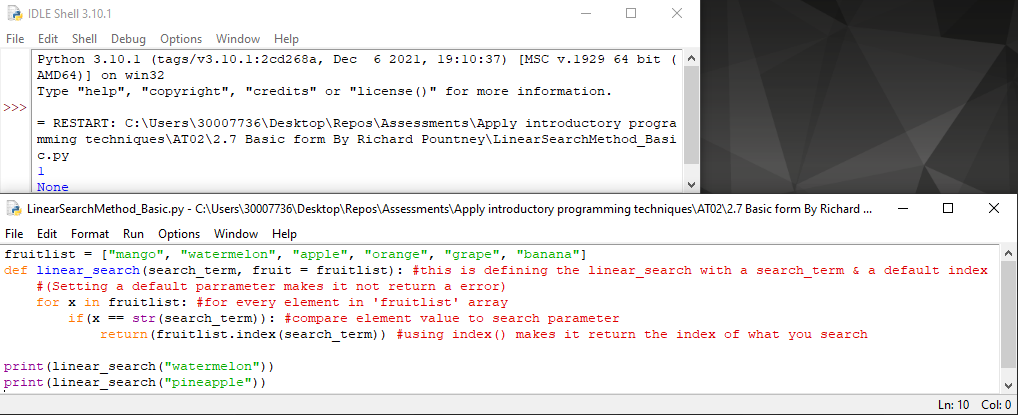 IDLE Shell 3.10.1
File Edit Shell Debug Options Window Help
Python 3.10.1 (tags/v3.10.1:2cd268a, Dec  6 2021, 19:10:37) [MSC v.1929 64 bit (
AMD64)] on win32
Type "help", "copyright", "credits" or "license()" for more information.
>>>
= RESTART: C:\Users\30007736\Desktop\Repos\Assessments\Apply introductory progra
mming techniques\AT02\2.7 Basic form By Richard Pountney\LinearSearchMethod_Basi
c.py
1
None
LinearSearchMethod_Basic.py - C:\Users\30007736\Desktop\Repos\Assessments\Apply introductory programming techniques\AT02\2.7 Basic form By Richard ...
File Edit Format Run Options Window Help
fruitlist = ["mango", "watermelon", "apple", "orange", "grape", "banana"]
def linear_search(search_term, fruit = fruitlist): #this is defining the linear_search with a search_term & a default index
    #(Setting a default parrameter makes it not return a error)
    for x in fruitlist: #for every element in 'fruitlist' array
        if(x == str(search_term)): #compare element value to search parameter
            return(fruitlist.index(search_term)) #using index() makes it return the index of what you search
print(linear_search("watermelon"))
print(linear_search("pineapple"))
Ln: 10 Col: 0